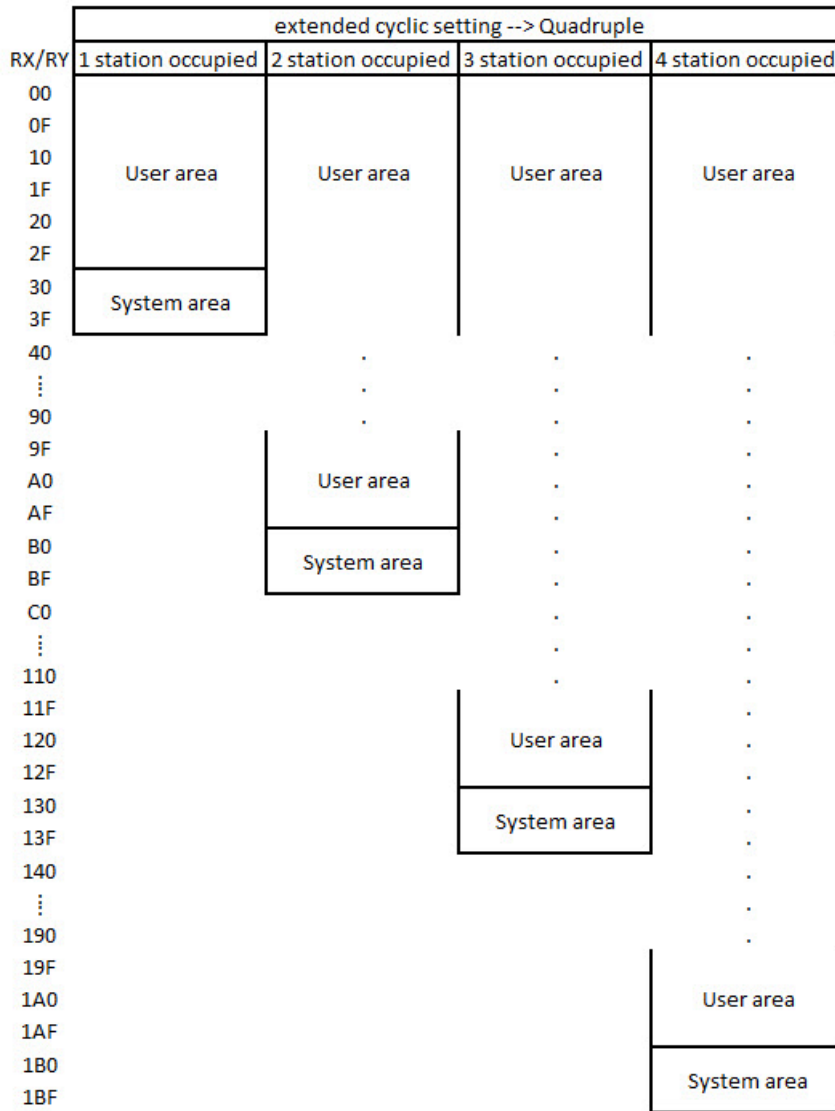 extended cyclic setting --> Quadruple
RX/RY 1 station occupied 2 station occupied 3 station occupied 4 station occupied
00
0F
10
User area User area User area User area
1F
20
2F
30
System area
3F
40 . . .
⁞ . . .
90 . . .
9F .  .
A0 User area . .
AF . .
B0 . .
System area
BF . .
C0 . .
⁞ . .
110 . .
11F .
120 User area .
12F .
130 .
System area
13F .
140 .
⁞ .
190 .
19F
1A0 User area
1AF
1B0
System area
1BF